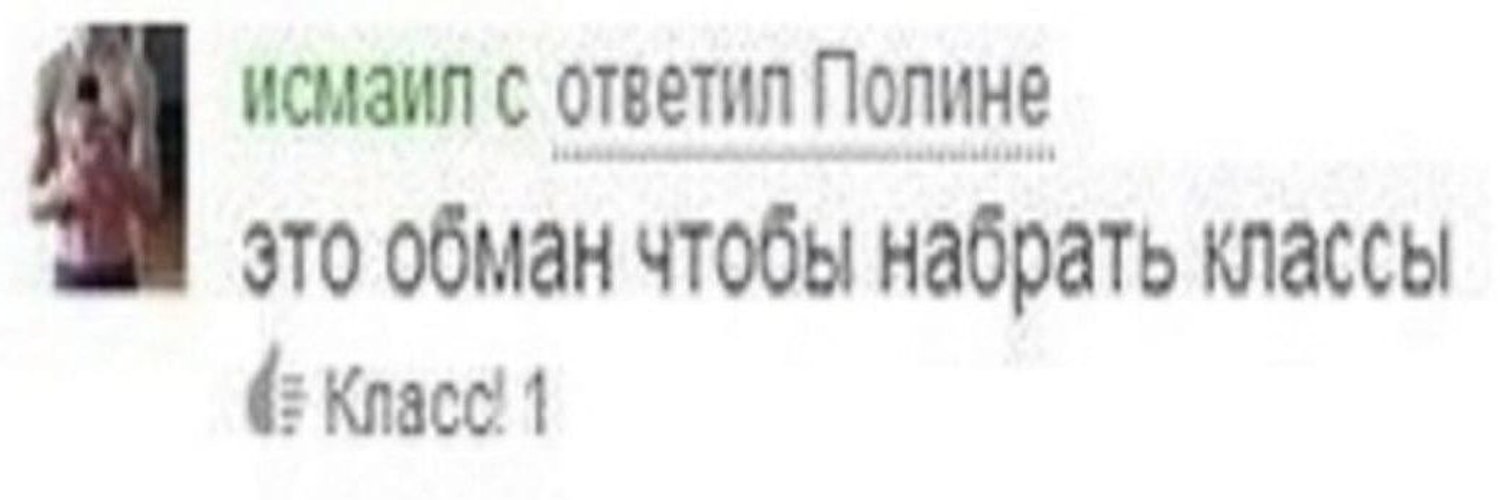 исмаил с ответил Полине
это обман чтобы набрать классы
Класс! 1